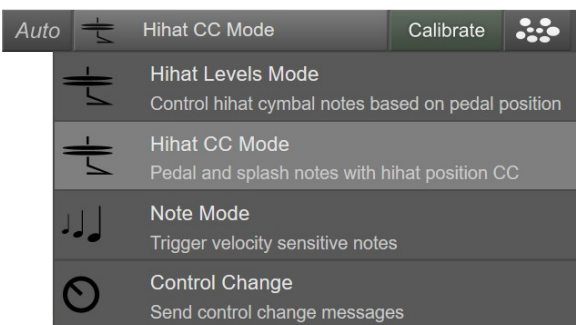 Auto Hihat CC Mode Calibrate
Hihat Levels Mode
Control hihat cymbal notes based on pedal position
Hihat CC Mode
Pedal and splash notes with hihat position CC
Note Mode
Trigger velocity sensitive notes
Control Change
Send control change messages